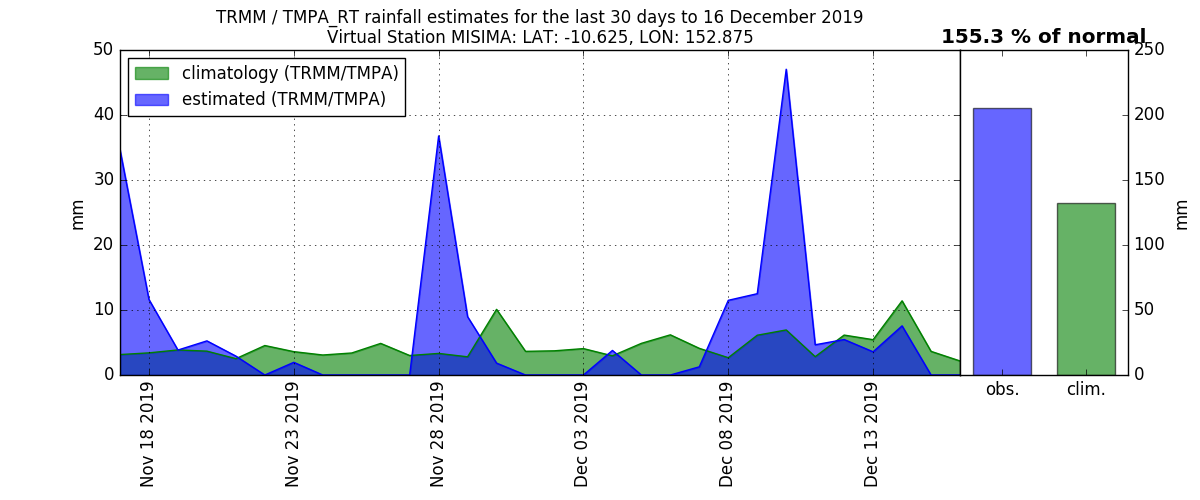 TRMM / TMPA_RT rainfall estimates for the last 30 days to 16 December 2019
Virtual Station MISIMA: LAT: -10.625, LON: 152.875
155.3 % of normal
climatology (TRMM/TMPA)
estimated (TRMM/TMPA)
mm
50
40
30
20
10
0
Nov 18 2019
Nov 23 2019
Nov 28 2019
Dec 03 2019
Dec 08 2019
Dec 13 2019
obs.
clim.
250
200
150
100
50
0
mm